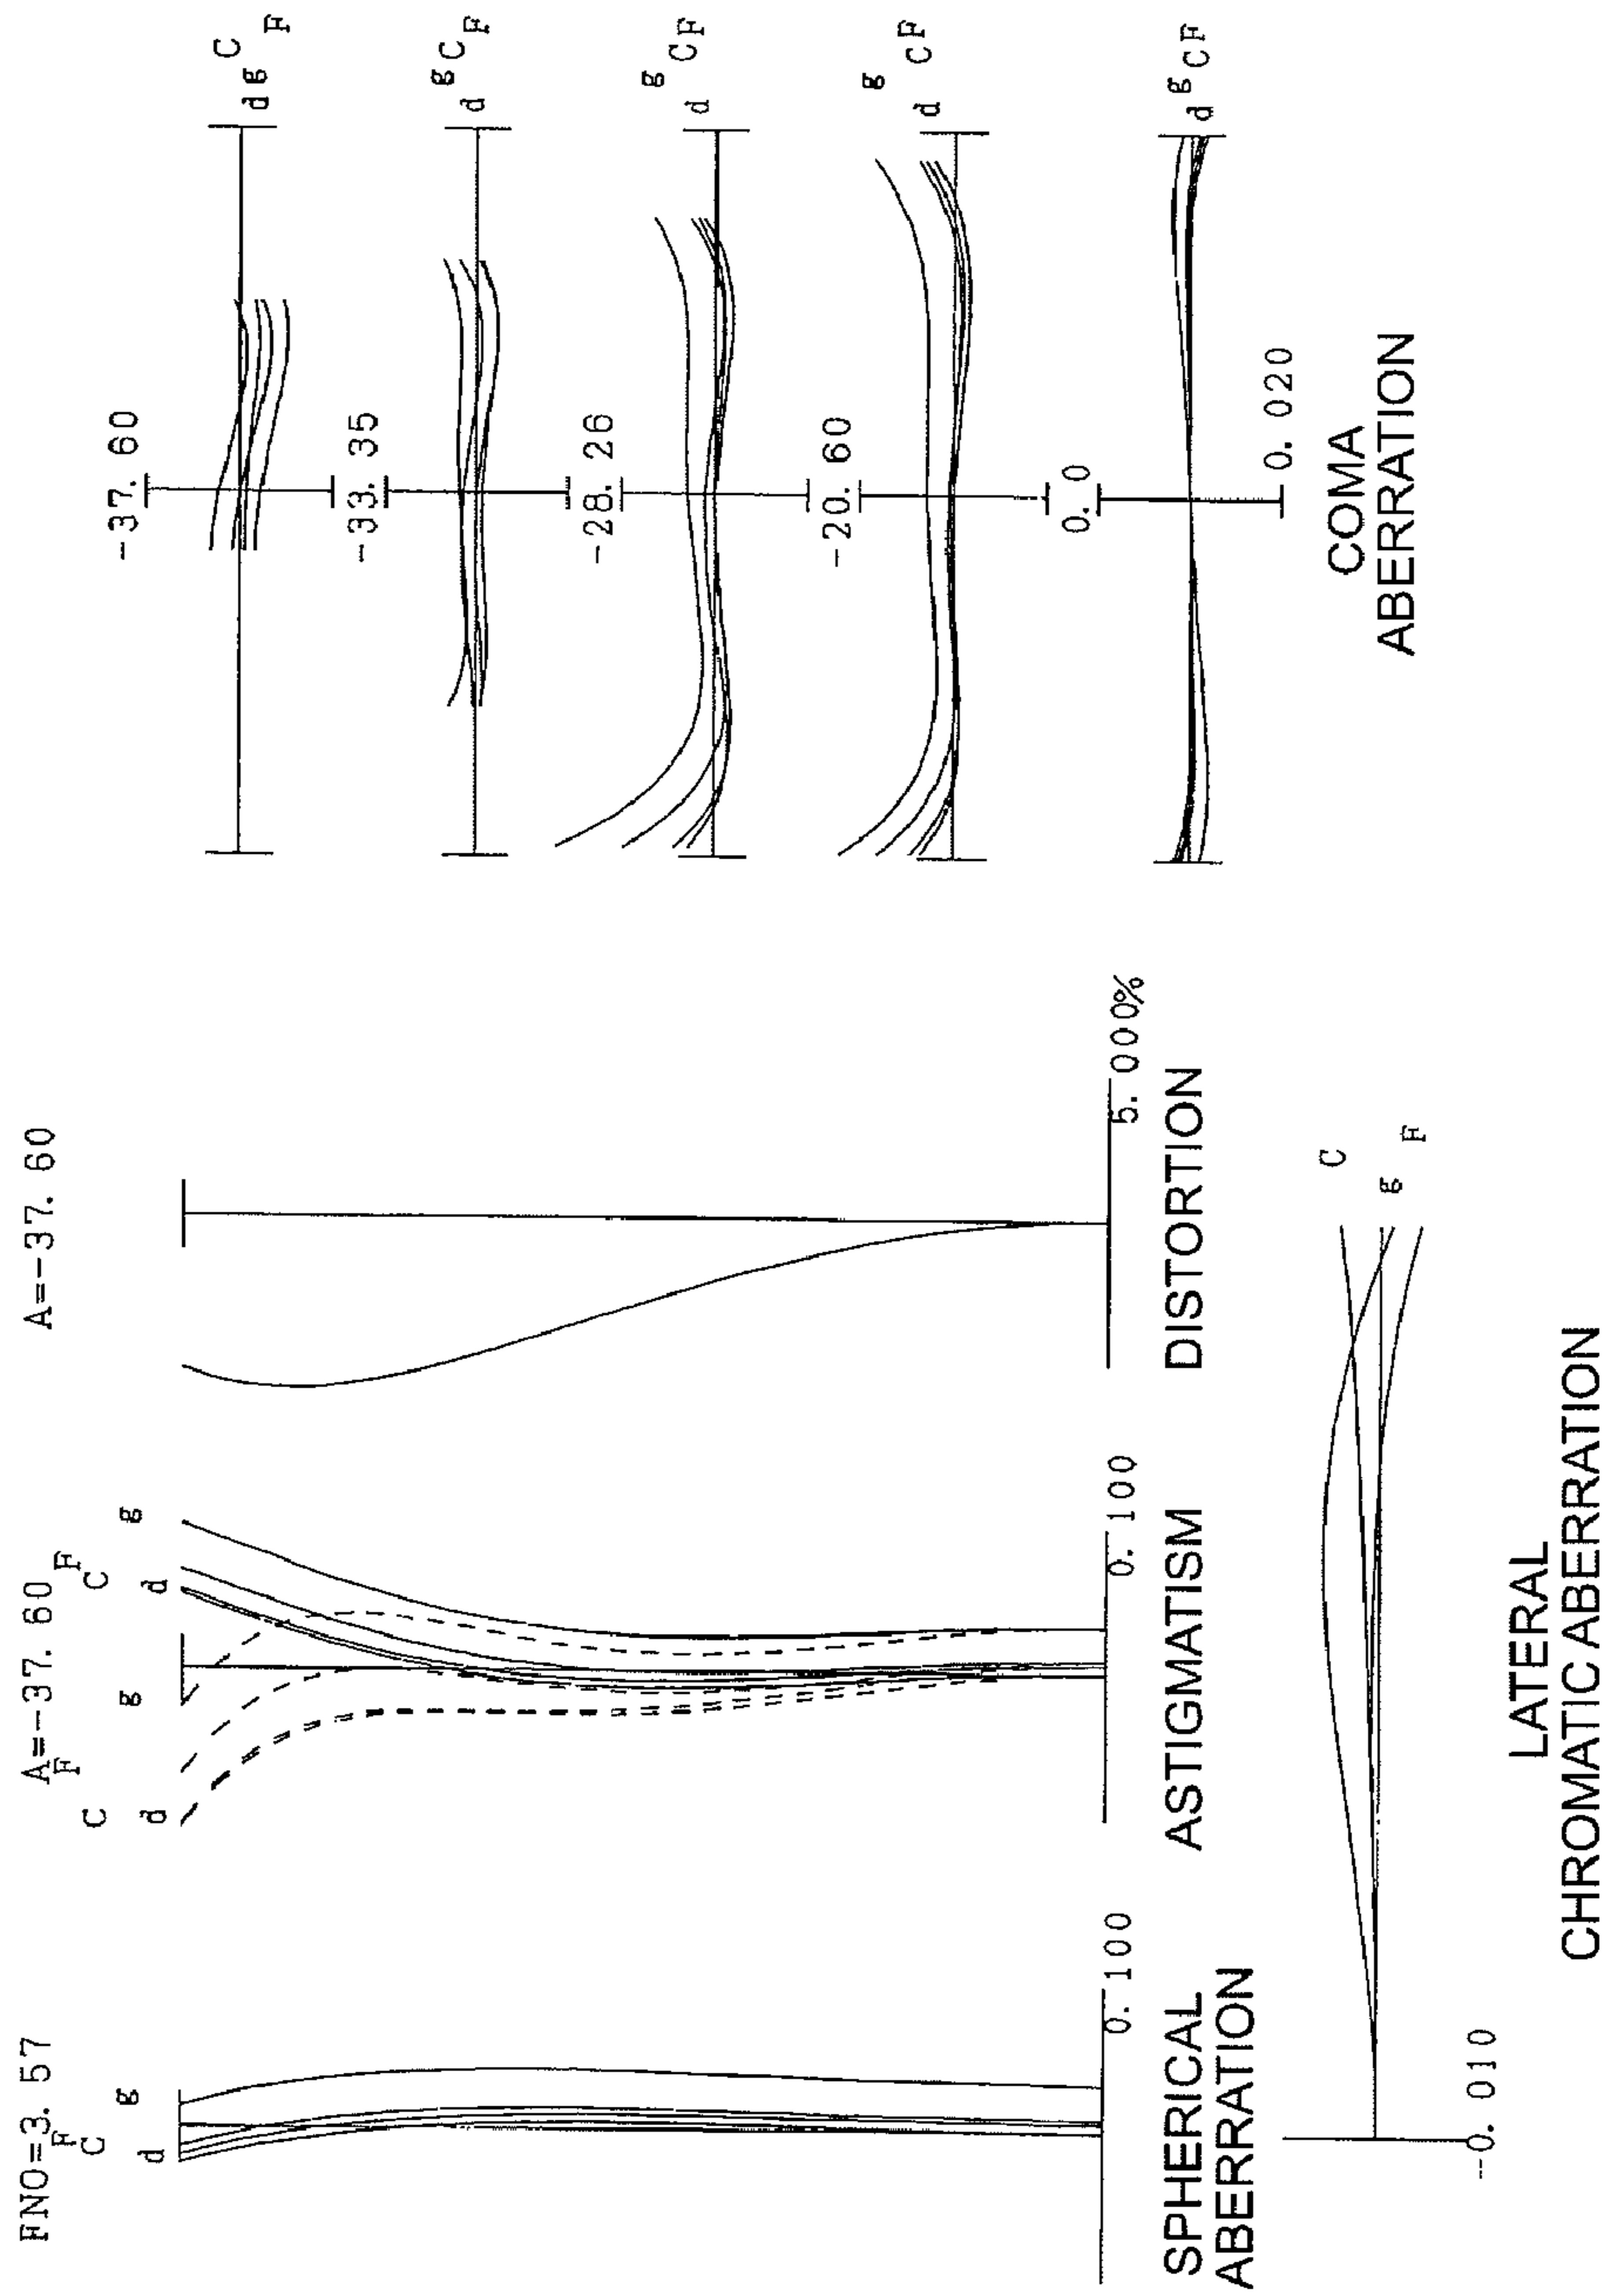 FNO=3. 57
F
C
g
d
0. 100
SPHERICAL
ABERRATION
A=-37. 60
F
C
d
g
F
C
g
d
0. 100
ASTIGMATISM
A=-37. 60
5. 000%
DISTORTION
C
g
F
--0. 010
LATERAL
CHROMATIC ABERRATION
-37. 60
C
g
d
F
-33. 35
g
C
F
d
-28. 26
g
C
F
d
-20. 60
g
C
F
d
0. 0
g
C
F
d
0. 020
COMA
ABERRATION